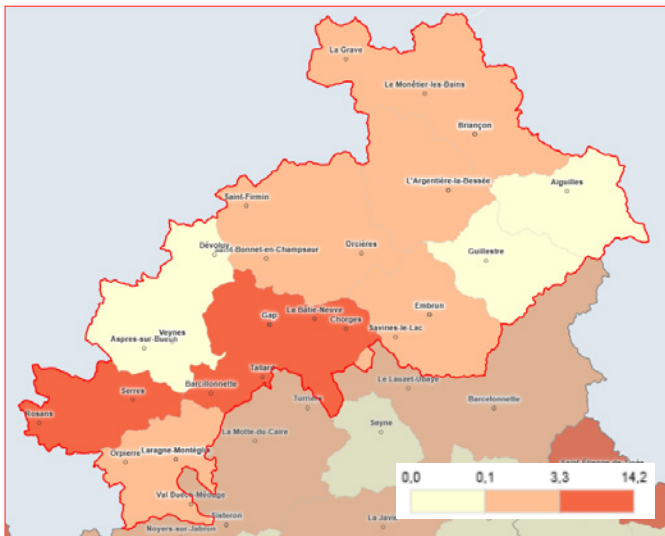 La Grave
Le Monêtier-les-Bains
Briançon
L'Argentière-la-Bessée
Aiguilles
Saint-Firmin
Dévoluy
Saint-Bonnet-en-Champsaur
Orcières
Guillestre
La Bâtie-Neuve
Gap
Chorges
Embrun
Savines-le-Lac
Veynes
Aspres-sur-Buëch
Tallard
Barcillonnette
Serres
Rosans
Le Lauzet-Ubaye
Barcelonnette
Turriers
Seyne
La Motte-du-Caire
Orpierre
Laragne-Montéglin
Val Buëch-Méouge
Sisteron
Noyers-sur-Jabron
La Javie
0,0 0,1 3,3 14,2